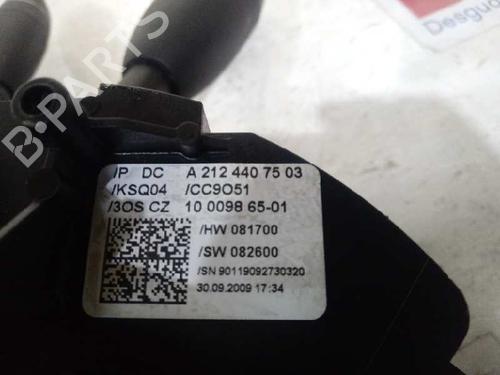 Desgua
B-PARTS
/P DC A 212 440 75 03
/KSQ04 /CC9O51
/3OS CZ 10 0098 65-01
/HW 081700
/SW 082600
/SN 90119092730320
30.09.2009 17:34